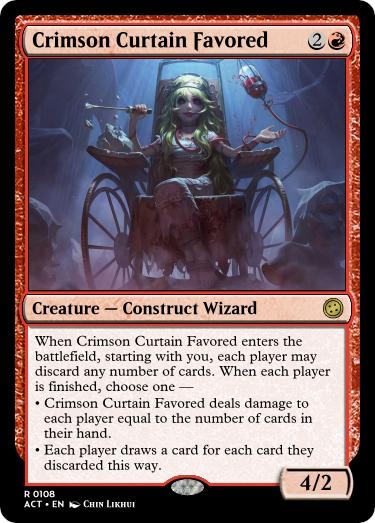 Crimson Curtain Favored 2
Creature — Construct Wizard
When Crimson Curtain Favored enters the
battlefield, starting with you, each player may
discard any number of cards. When each player
is finished, choose one —
• Crimson Curtain Favored deals damage to
each player equal to the number of cards in
their hand.
• Each player draws a card for each card they
discarded this way.
4/2
R 0108
ACT • EN Chin Likhui